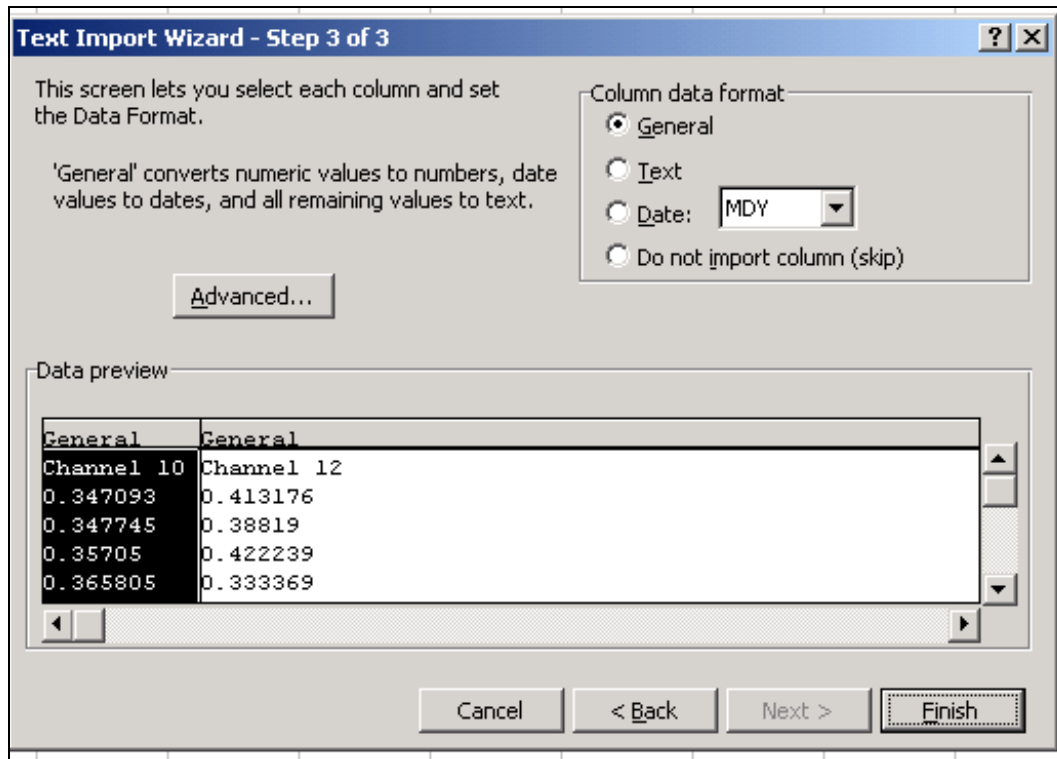 Text Import Wizard - Step 3 of 3
This screen lets you select each column and set
the Data Format.
'General' converts numeric values to numbers, date
values to dates, and all remaining values to text.
Advanced...
Column data format
General
Text
Date: MDY
Do not import column (skip)
Data preview
General General
Channel 10 Channel 12
0.347093 0.413176
0.347745 0.38819
0.35705 0.422239
0.365805 0.333369
Cancel < Back Next > Finish